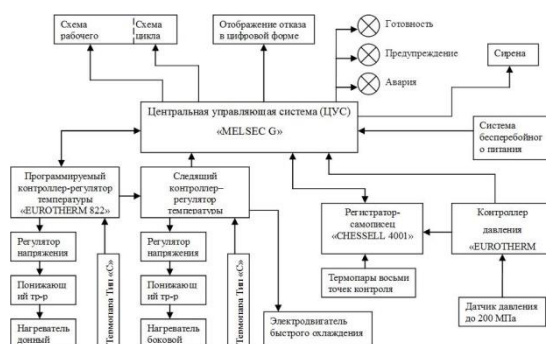 Схема
рабочего
Схема
цикла
Отображение отказа
в цифровой форме
Готовность
Предупреждение
Авария
Сирена
Центральная управляющая система (ЦУС)
«MELSEC G»
Система
бесперебойно
го питания
Программируемый
контроллер-регулятор
температуры
«EUROTHERM 822»
Следящий
контроллер–
регулятор
температуры
Регистратор-
самописец
«CHESSELL 4001»
Контроллер
давления
«EUROTHERM
Регулятор
напряжения
Понижающ
ий тр-р
Нагреватель
донный
Термопара Тип «С»
Регулятор
напряжения
Понижающ
ий тр-р
Нагреватель
боковой
Термопара Тип «С»
Термопары восьми
точек контроля
Электродвигатель
быстрого охлаждения
Датчик давления
до 200 МПа